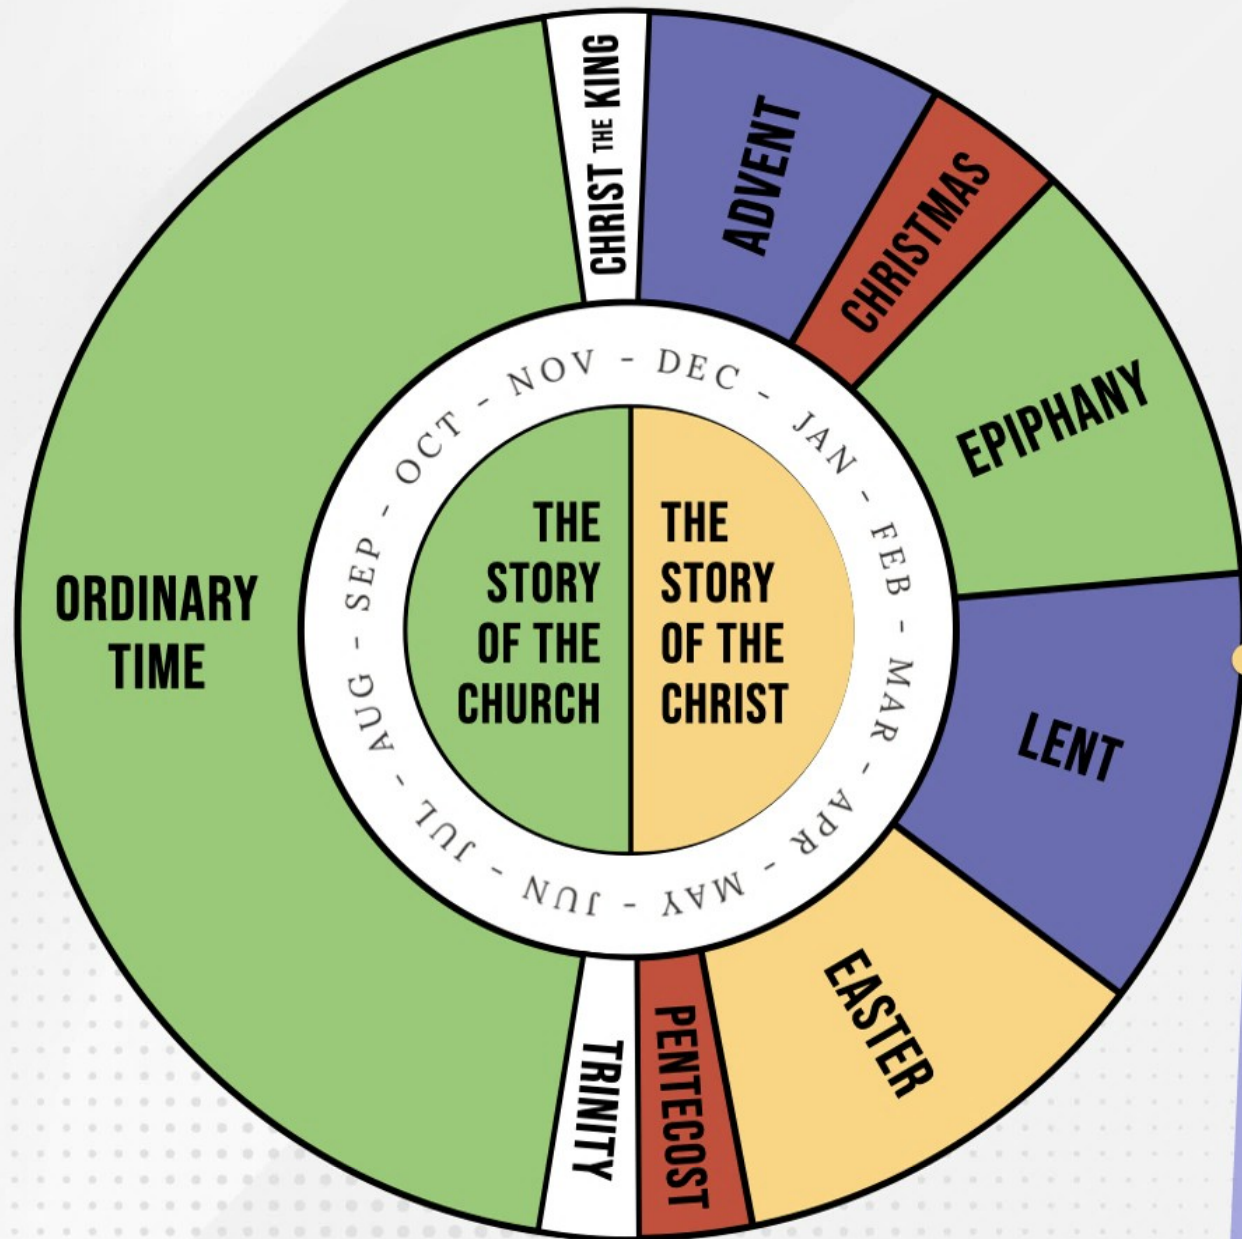 CHRIST THE KING
ADVENT
CHRISTMAS
EPIPHANY
LENT
EASTER
PENTECOST
TRINITY
ORDINARY
TIME
NOV - DEC - JAN - FEB - MAR - APR - MAY - JUN - JUL - AUG - SEP - OCT -
THE
STORY
OF THE
CHURCH
THE
STORY
OF THE
CHRIST